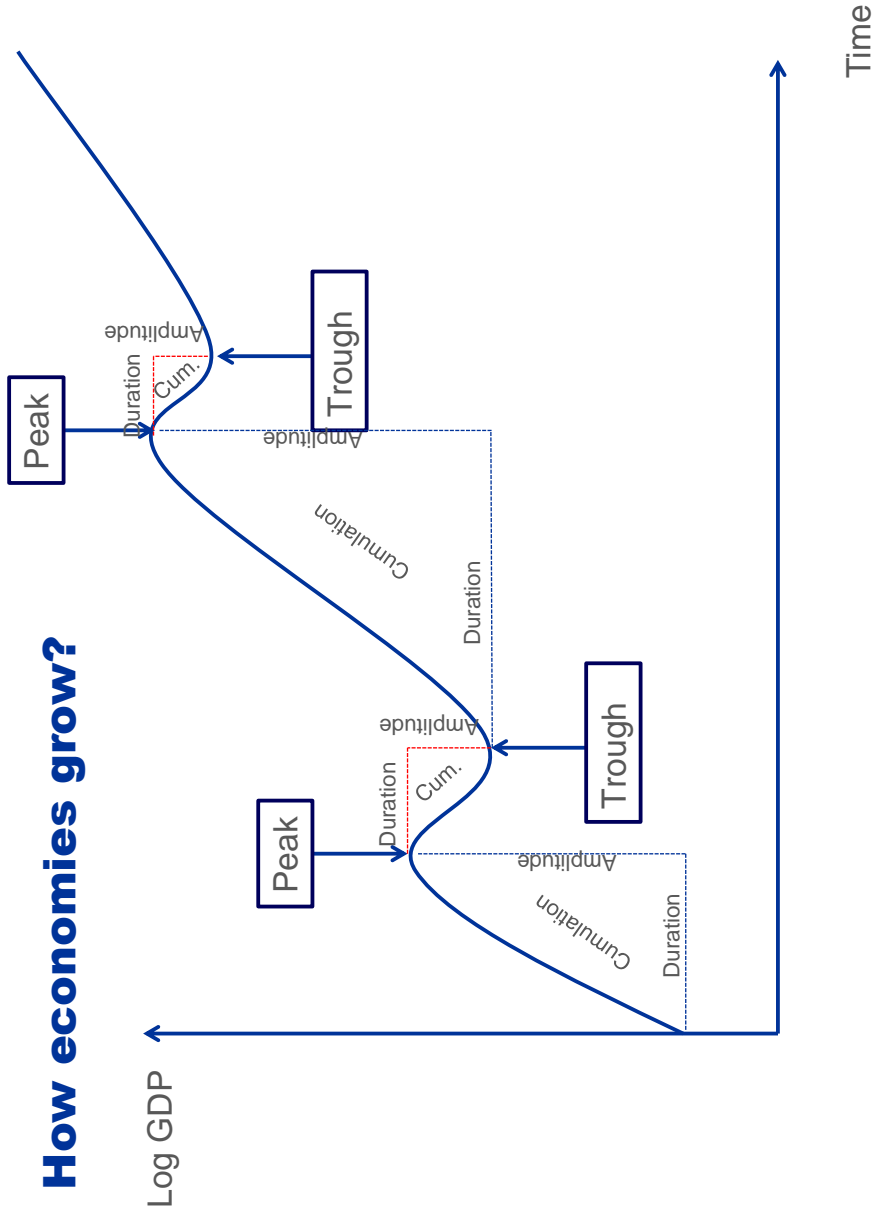 How economies grow?
Log GDP
Peak
Peak
Duration
Amplitude
Cum.
Duration
Amplitude
Cum.
Trough
Amplitude
Cumulation
Duration
Amplitude
Cumulation
Duration
Trough
Time